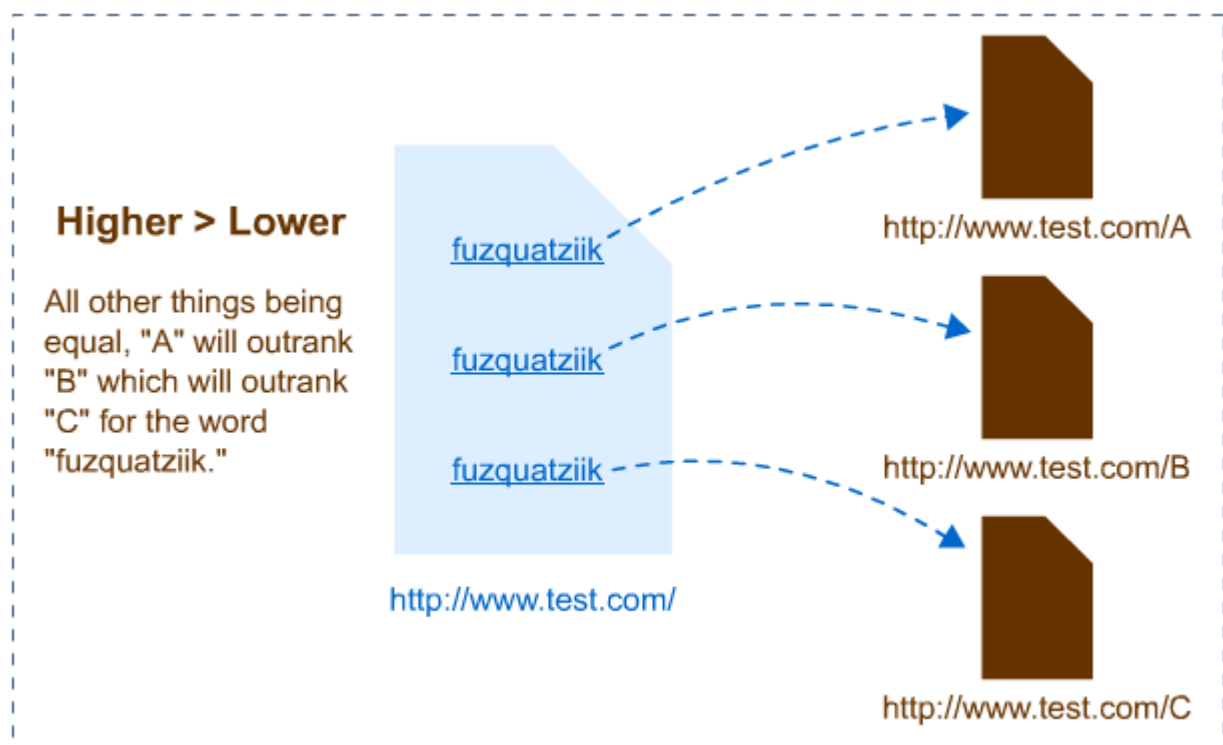 Higher > Lower
All other things being
equal, "A" will outrank
"B" which will outrank
"C" for the word
"fuzquatziik."
fuzquatziik
fuzquatziik
fuzquatziik
http://www.test.com/
http://www.test.com/A
http://www.test.com/B
http://www.test.com/C